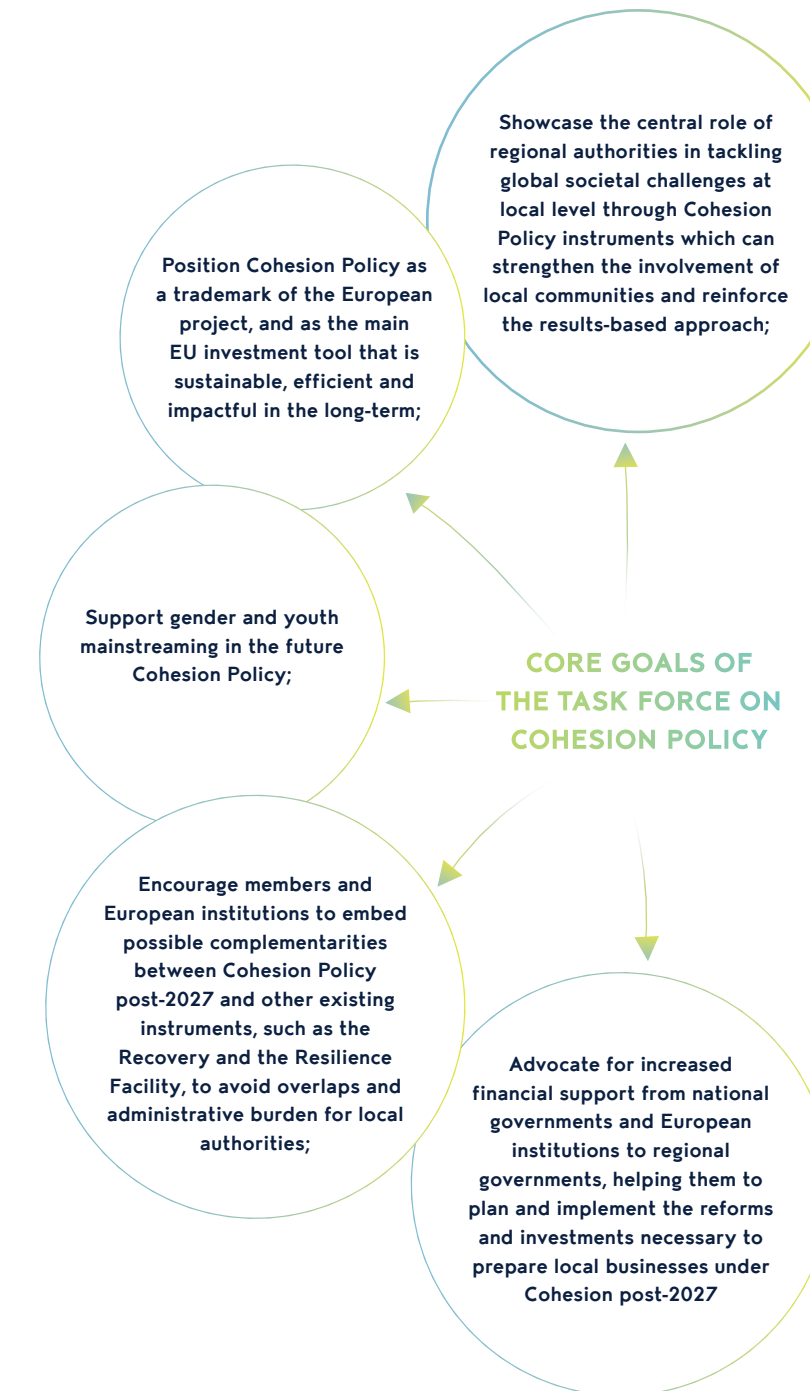 Showcase the central role of
regional authorities in tackling
global societal challenges at
local level through Cohesion
Policy instruments which can
strengthen the involvement of
local communities and reinforce
the results-based approach;
Position Cohesion Policy as
a trademark of the European
project, and as the main
EU investment tool that is
sustainable, efficient and
impactful in the long-term;
Support gender and youth
mainstreaming in the future
Cohesion Policy;
CORE GOALS OF
THE TASK FORCE ON
COHESION POLICY
Encourage members and
European institutions to embed
possible complementarities
between Cohesion Policy
post-2027 and other existing
instruments, such as the
Recovery and the Resilience
Facility, to avoid overlaps and
administrative burden for local
authorities;
Advocate for increased
financial support from national
governments and European
institutions to regional
governments, helping them to
plan and implement the reforms
and investments necessary to
prepare local businesses under
Cohesion post-2027